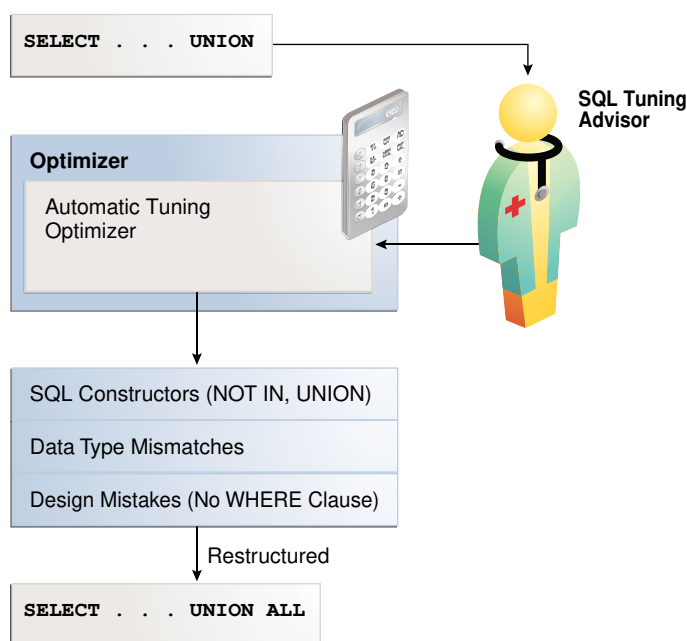 SELECT . . . UNION
SQL Tuning
Advisor
Optimizer
Automatic Tuning
Optimizer
SQL Constructors (NOT IN, UNION)
Data Type Mismatches
Design Mistakes (No WHERE Clause)
Restructured
SELECT . . . UNION ALL